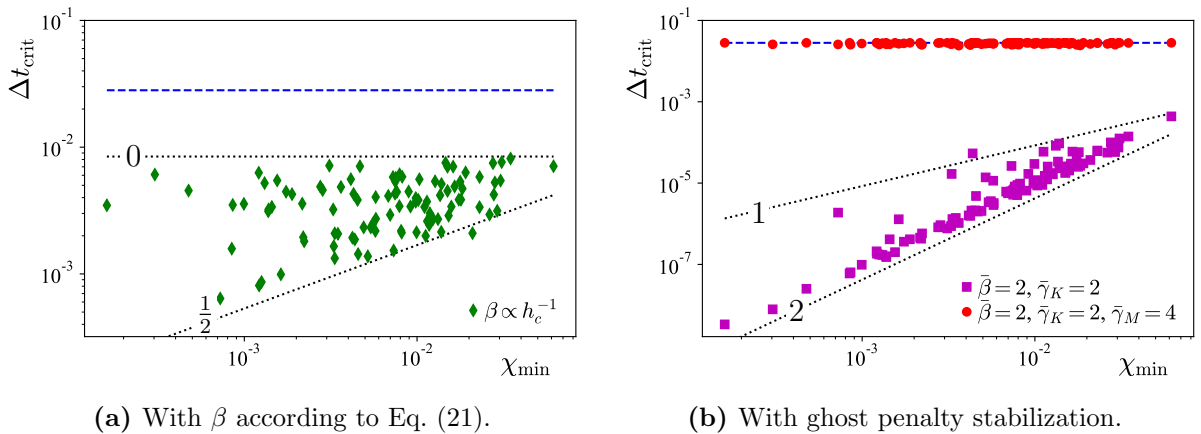 10⁻¹
10⁻²
10⁻³
Δt_crit
0
1/2
β ∝ h_c⁻¹
10⁻³
10⁻²
χ_min
(a) With β according to Eq. (21).
10⁻¹
10⁻³
10⁻⁵
10⁻⁷
Δt_crit
1
2
β̄ = 2, γ̄_K = 2
β̄ = 2, γ̄_K = 2, γ̄_M = 4
10⁻³
10⁻²
χ_min
(b) With ghost penalty stabilization.